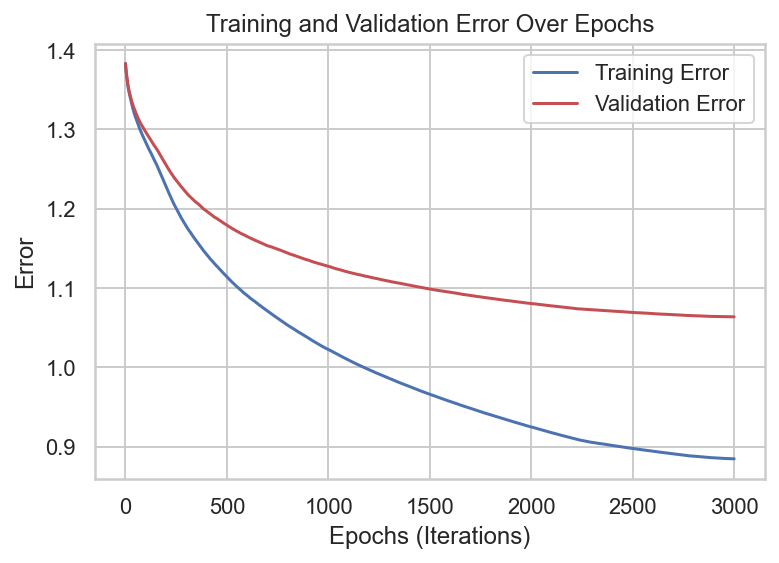 Training and Validation Error Over Epochs
1.4
1.3
1.2
1.1
1.0
0.9
Error
Training Error
Validation Error
0 500 1000 1500 2000 2500 3000
Epochs (Iterations)